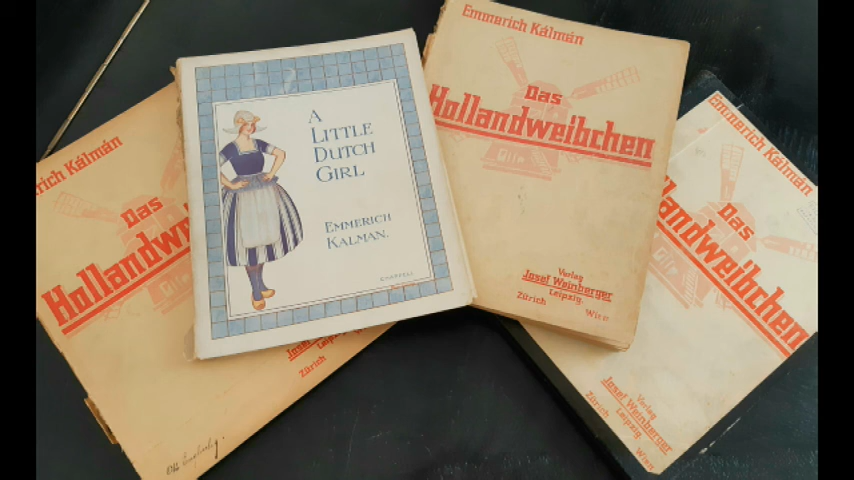 Emmerich Kálmán
Das
Hollandweibchen
Zürich
A
LITTLE
DUTCH
GIRL
EMMERICH
KALMAN.
CHAPPELL
Emmerich Kálmán
Das
Hollandweibchen
Verlag
Josef Weinberger
Leipzig.
Zürich Wien
Emmerich Kálmán
Das
Hollandweibchen
Verlag
Josef Weinberger
Leipzig
Zürich Wien